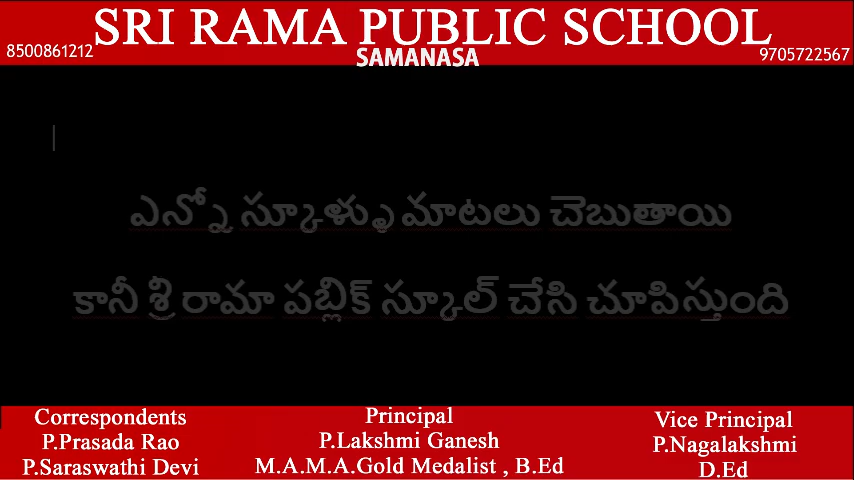 SRI RAMA PUBLIC SCHOOL
8500861212 SAMANASA 9705722567
ఎన్నో స్కూళ్ళు మాటలు చెబుతాయి
కానీ శ్రీ రామా పబ్లిక్ స్కూల్ చేసి చూపిస్తుంది
Correspondents
P.Prasada Rao
P.Saraswathi Devi
Principal
P.Lakshmi Ganesh
M.A.M.A.Gold Medalist , B.Ed
Vice Principal
P.Nagalakshmi
D.Ed